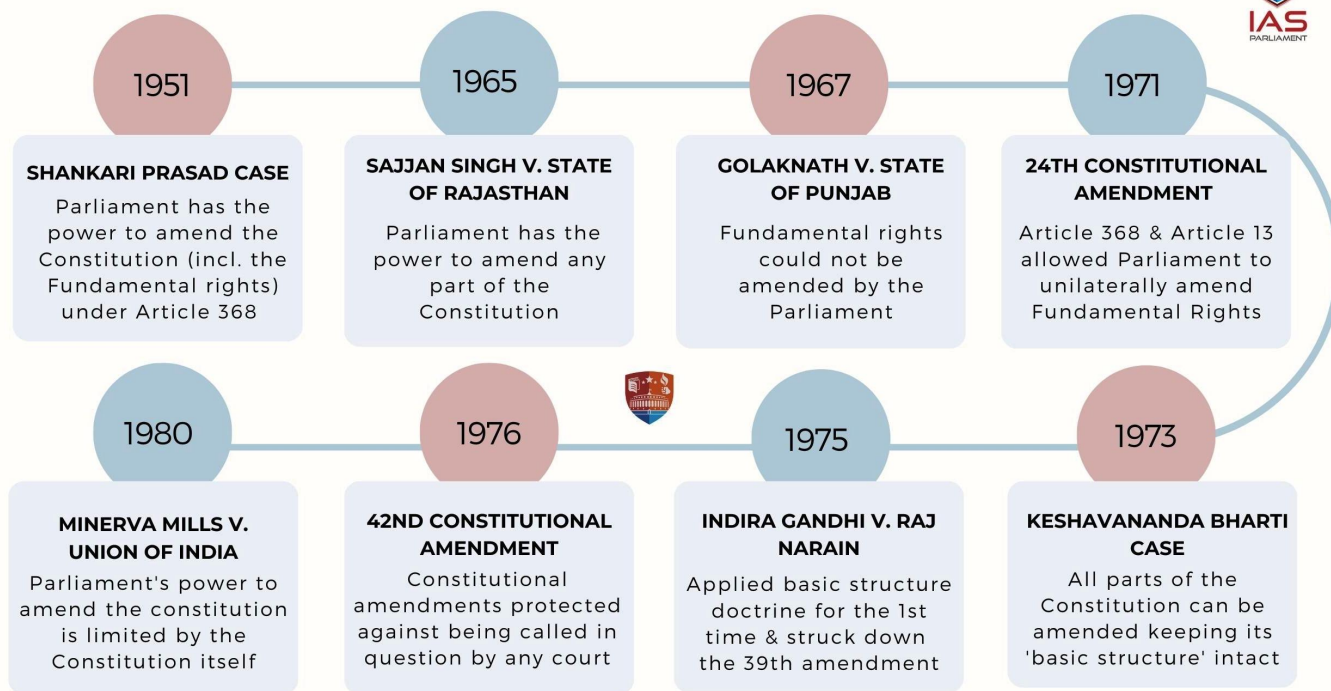 IAS
PARLIAMENT
1951
SHANKARI PRASAD CASE
Parliament has the
power to amend the
Constitution (incl. the
Fundamental rights)
under Article 368
1965
SAJJAN SINGH V. STATE
OF RAJASTHAN
Parliament has the
power to amend any
part of the
Constitution
1967
GOLAKNATH V. STATE
OF PUNJAB
Fundamental rights
could not be
amended by the
Parliament
1971
24TH CONSTITUTIONAL
AMENDMENT
Article 368 & Article 13
allowed Parliament to
unilaterally amend
Fundamental Rights
1973
KESHAVANANDA BHARTI
CASE
All parts of the
Constitution can be
amended keeping its
'basic structure' intact
1975
INDIRA GANDHI V. RAJ
NARAIN
Applied basic structure
doctrine for the 1st
time & struck down
the 39th amendment
1976
42ND CONSTITUTIONAL
AMENDMENT
Constitutional
amendments protected
against being called in
question by any court
1980
MINERVA MILLS V.
UNION OF INDIA
Parliament's power to
amend the constitution
is limited by the
Constitution itself